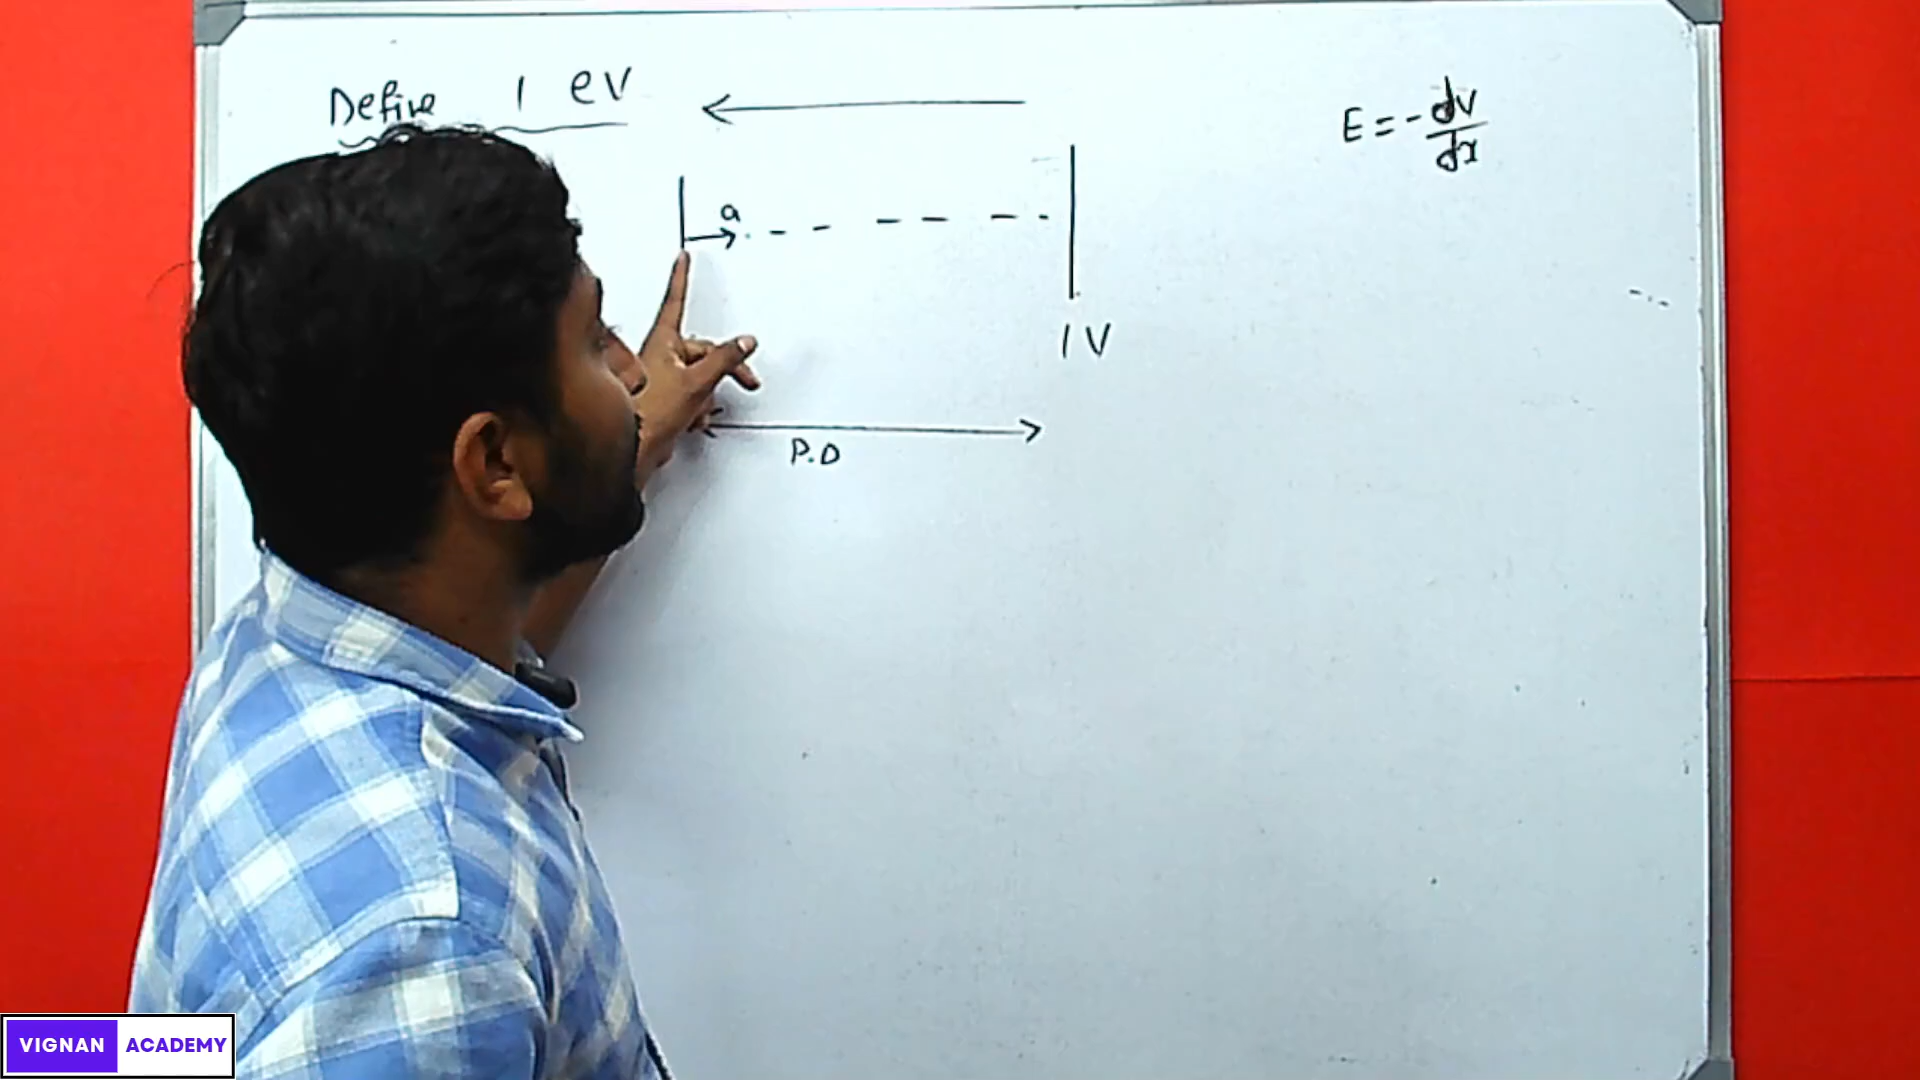 Define 1 eV
E = - dV/dx
a
1 V
P.D
VIGNAN ACADEMY